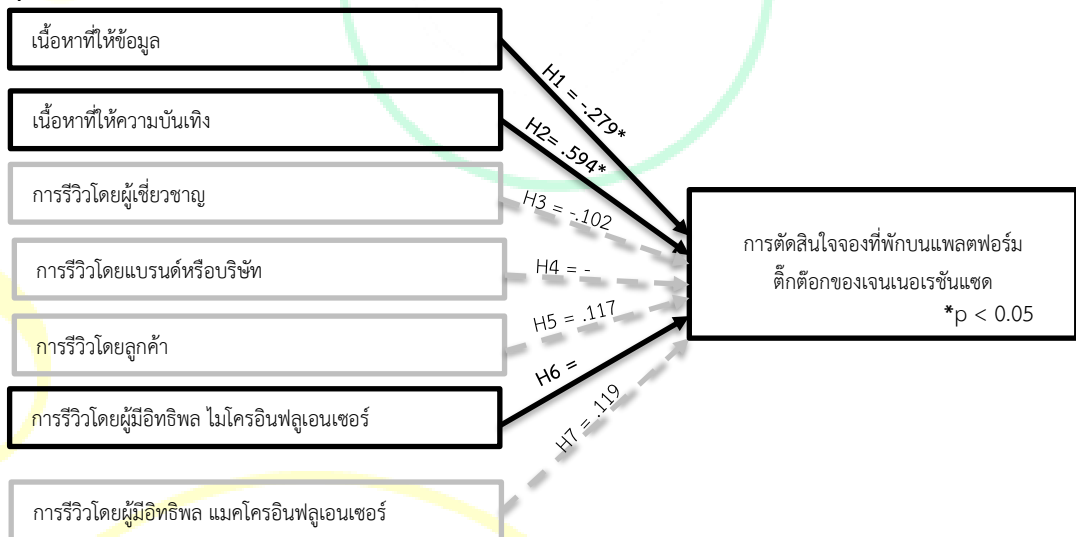 เนื้อหาที่ให้ข้อมูล
เนื้อหาที่ให้ความบันเทิง
การรีวิวโดยผู้เชี่ยวชาญ
การรีวิวโดยแบรนด์หรือบริษัท
การรีวิวโดยลูกค้า
การรีวิวโดยผู้มีอิทธิพล ไมโครอินฟลูเอนเซอร์
การรีวิวโดยผู้มีอิทธิพล แมคโครอินฟลูเอนเซอร์
H1 = -.279*
H2= .594*
H3 = -.102
H4 = -
H5 = .117
H6 =
H7 = .119
การตัดสินใจจองที่พักบนแพลตฟอร์ม
ติ๊กต๊อกของเจนเนอเรชันแซด
*p < 0.05